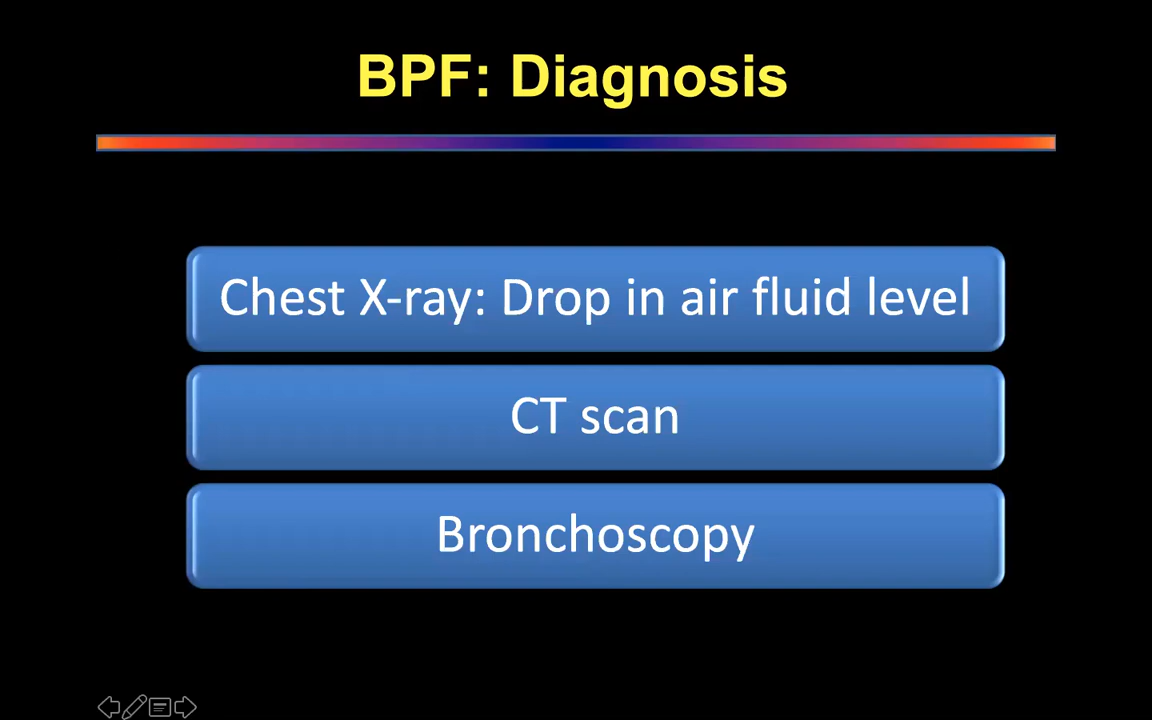 BPF: Diagnosis
Chest X-ray: Drop in air fluid level
CT scan
Bronchoscopy